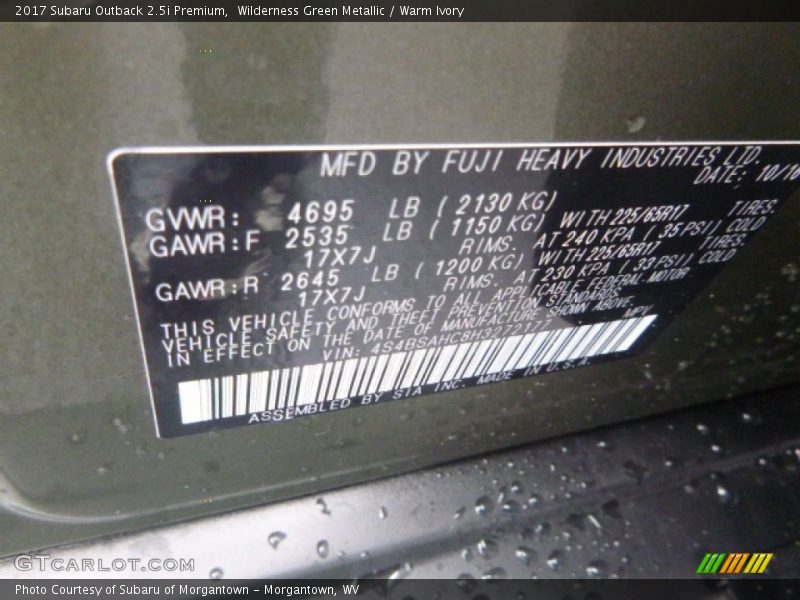 2017 Subaru Outback 2.5i Premium,  Wilderness Green Metallic / Warm Ivory
MFD BY FUJI HEAVY INDUSTRIES LTD.
DATE: 10/16
GVWR: 4695 LB ( 2130 KG)
GAWR:F 2535 LB ( 1150 KG) WITH 225/65R17 TIRES.
17X7J RIMS. AT 240 KPA ( 35 PSI) COLD
GAWR:R 2645 LB ( 1200 KG) WITH 225/65R17 TIRES.
17X7J RIMS. AT 230 KPA ( 33 PSI) COLD
THIS VEHICLE CONFORMS TO ALL APPLICABLE FEDERAL MOTOR
VEHICLE SAFETY AND THEFT PREVENTION STANDARDS
IN EFFECT ON THE DATE OF MANUFACTURE SHOWN ABOVE.
VIN: MPV
ASSEMBLED BY SIA INC. MADE IN U.S.A.
GTCARLOT.COM
Photo Courtesy of Subaru of Morgantown - Morgantown, WV